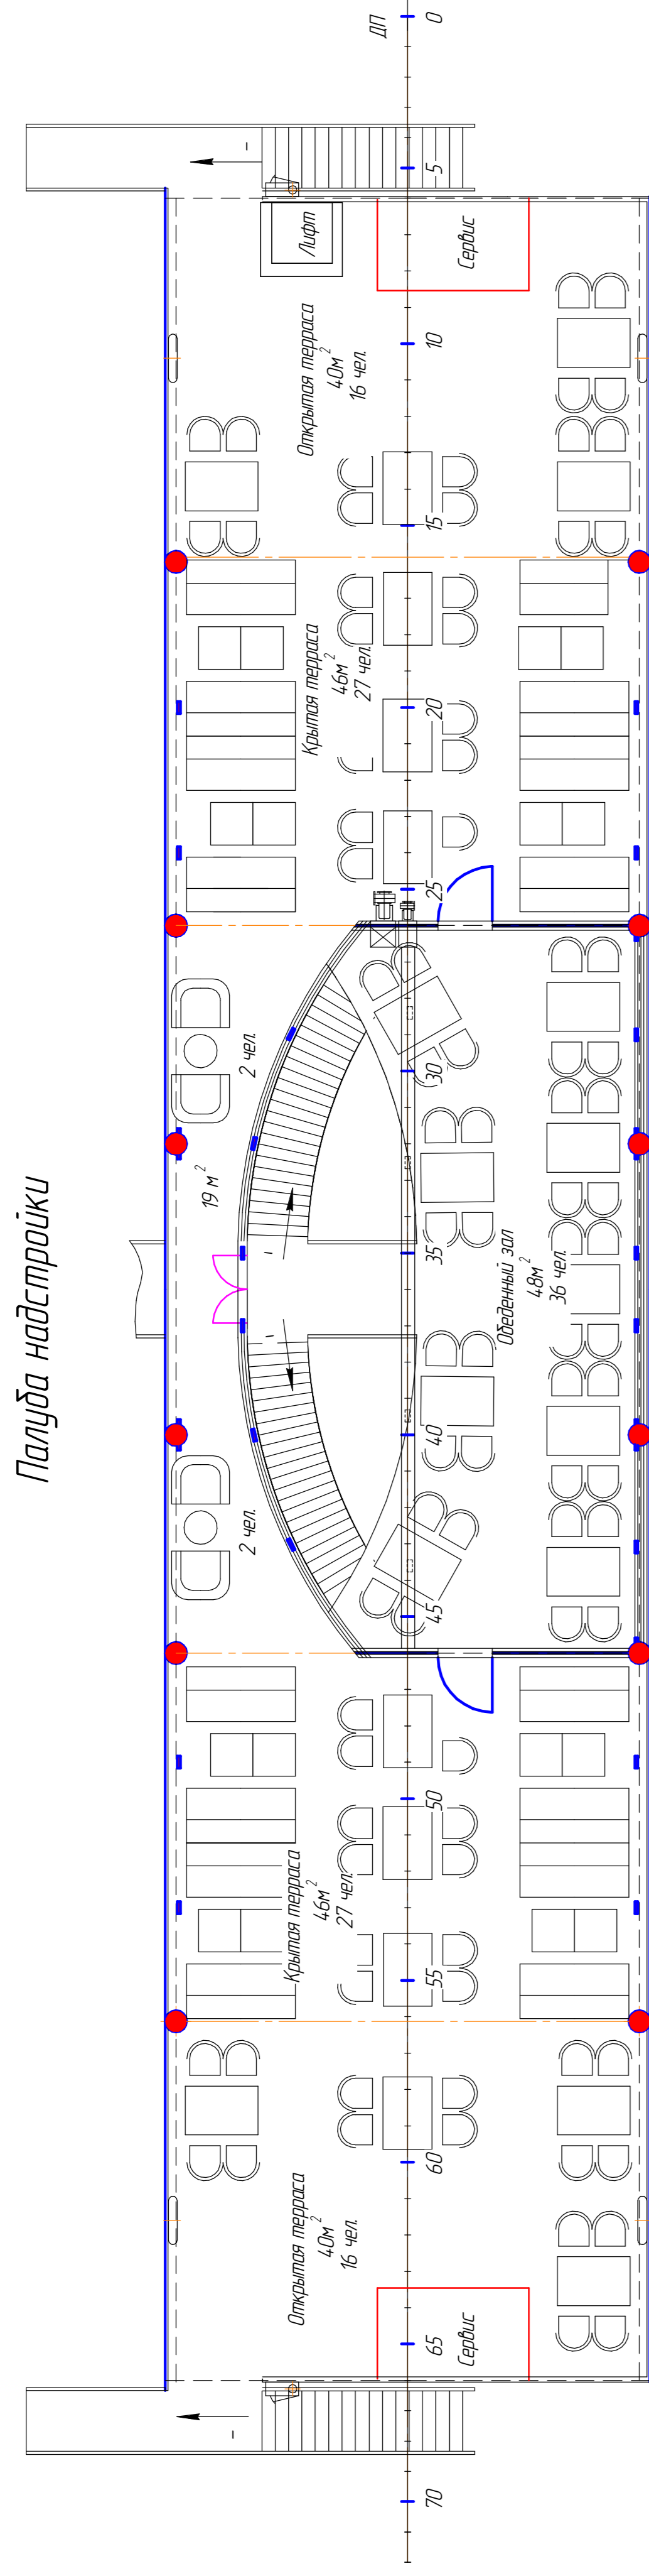 Палуба надстройки
ДП
0
5
Лифт
Сервис
10
Открытая терраса
40м²
16 чел.
15
Крытая терраса
46м²
27 чел.
20
25
2 чел.
30
19 м²
35
Обеденный зал
48м²
36 чел.
40
2 чел.
45
50
Крытая терраса
46м²
27 чел.
55
60
Открытая терраса
40м²
16 чел.
65
Сервис
70